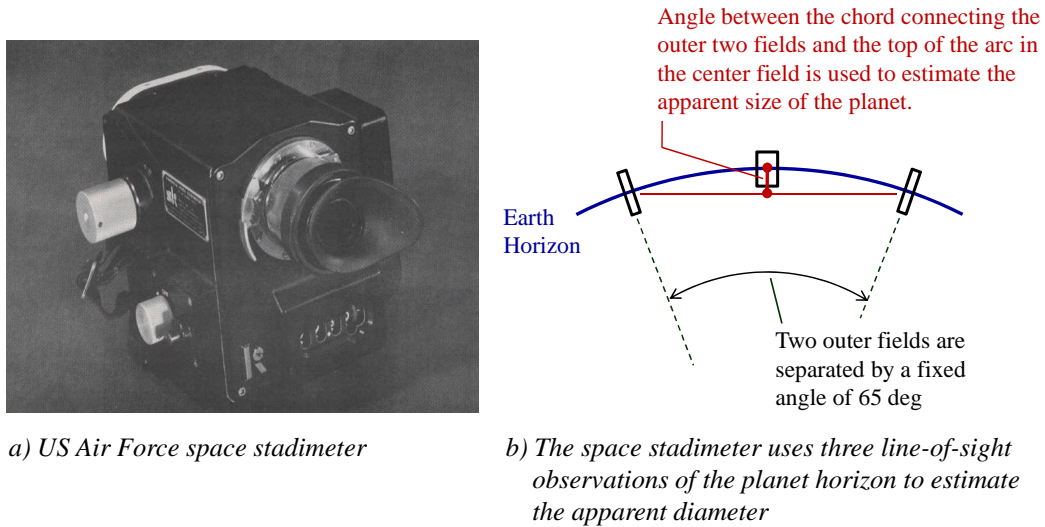 Angle between the chord connecting the
outer two fields and the top of the arc in
the center field is used to estimate the
apparent size of the planet.
Earth
Horizon
Two outer fields are
separated by a fixed
angle of 65 deg
a) US Air Force space stadimeter
b) The space stadimeter uses three line-of-sight
observations of the planet horizon to estimate
the apparent diameter